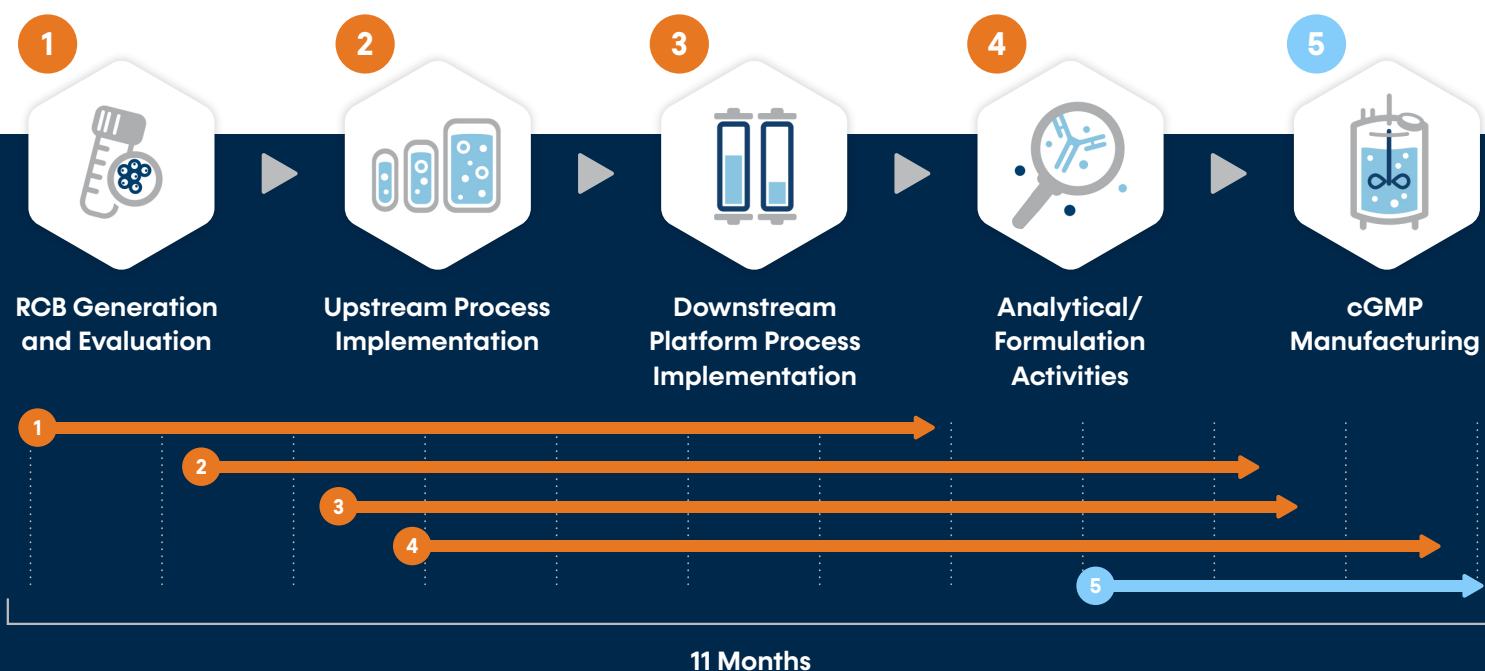 1
2
3
4
5
RCB Generation
and Evaluation
Upstream Process
Implementation
Downstream
Platform Process
Implementation
Analytical/
Formulation
Activities
cGMP
Manufacturing
1
2
3
4
5
11 Months